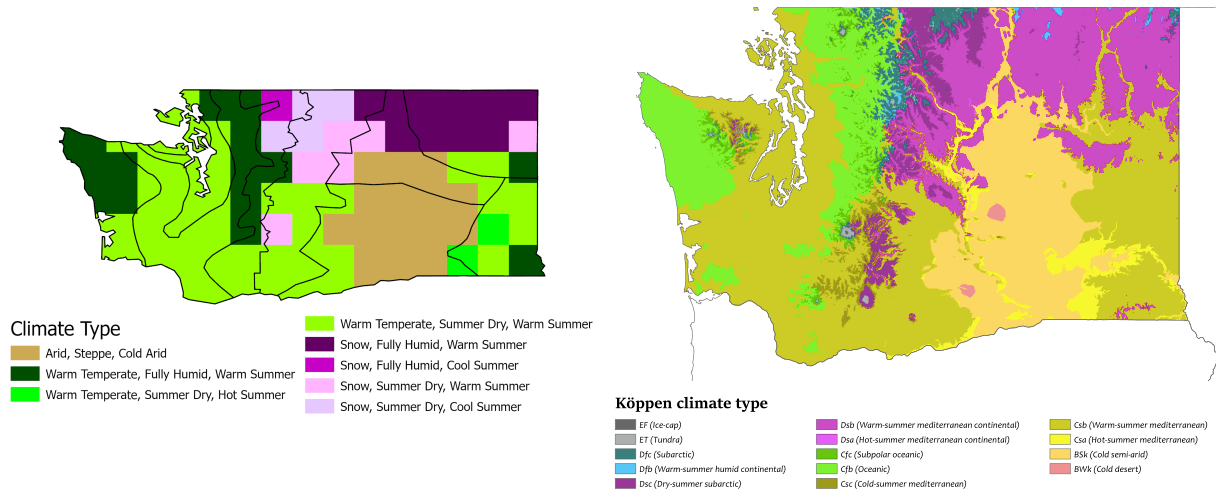 Climate Type
Arid, Steppe, Cold Arid
Warm Temperate, Fully Humid, Warm Summer
Warm Temperate, Summer Dry, Hot Summer
Warm Temperate, Summer Dry, Warm Summer
Snow, Fully Humid, Warm Summer
Snow, Fully Humid, Cool Summer
Snow, Summer Dry, Warm Summer
Snow, Summer Dry, Cool Summer
Köppen climate type
EF (Ice-cap)
ET (Tundra)
Dfc (Subarctic)
Dfb (Warm-summer humid continental)
Dsc (Dry-summer subarctic)
Dsb (Warm-summer mediterranean continental)
Dsa (Hot-summer mediterranean continental)
Cfc (Subpolar oceanic)
Cfb (Oceanic)
Csc (Cold-summer mediterranean)
Csb (Warm-summer mediterranean)
Csa (Hot-summer mediterranean)
BSk (Cold semi-arid)
BWk (Cold desert)